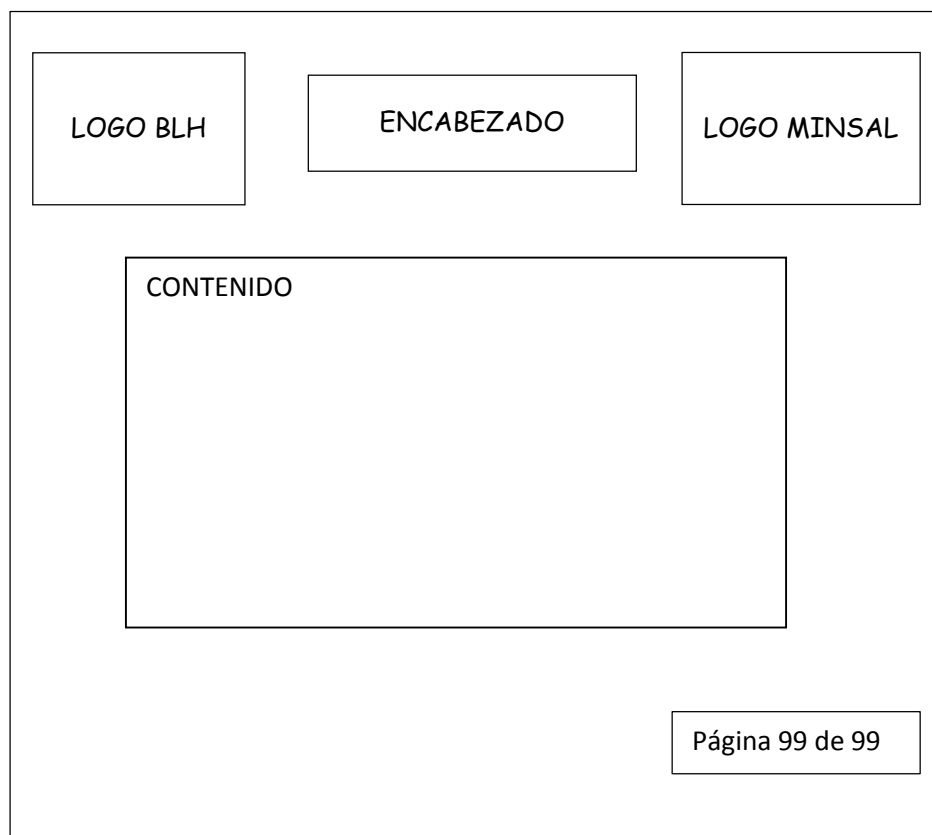 LOGO BLH
ENCABEZADO
LOGO MINSAL
CONTENIDO
Página 99 de 99